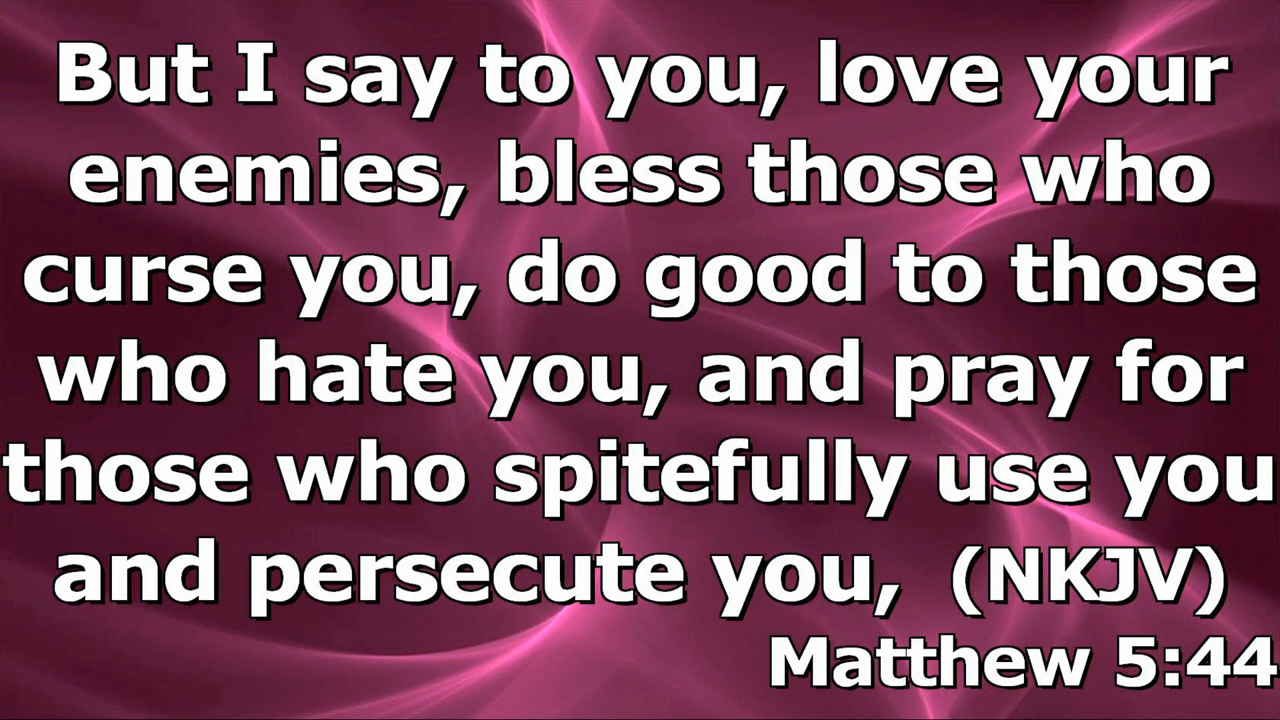 But I say to you, love your
enemies, bless those who
curse you, do good to those
who hate you, and pray for
those who spitefully use you
and persecute you, (NKJV)
Matthew 5:44